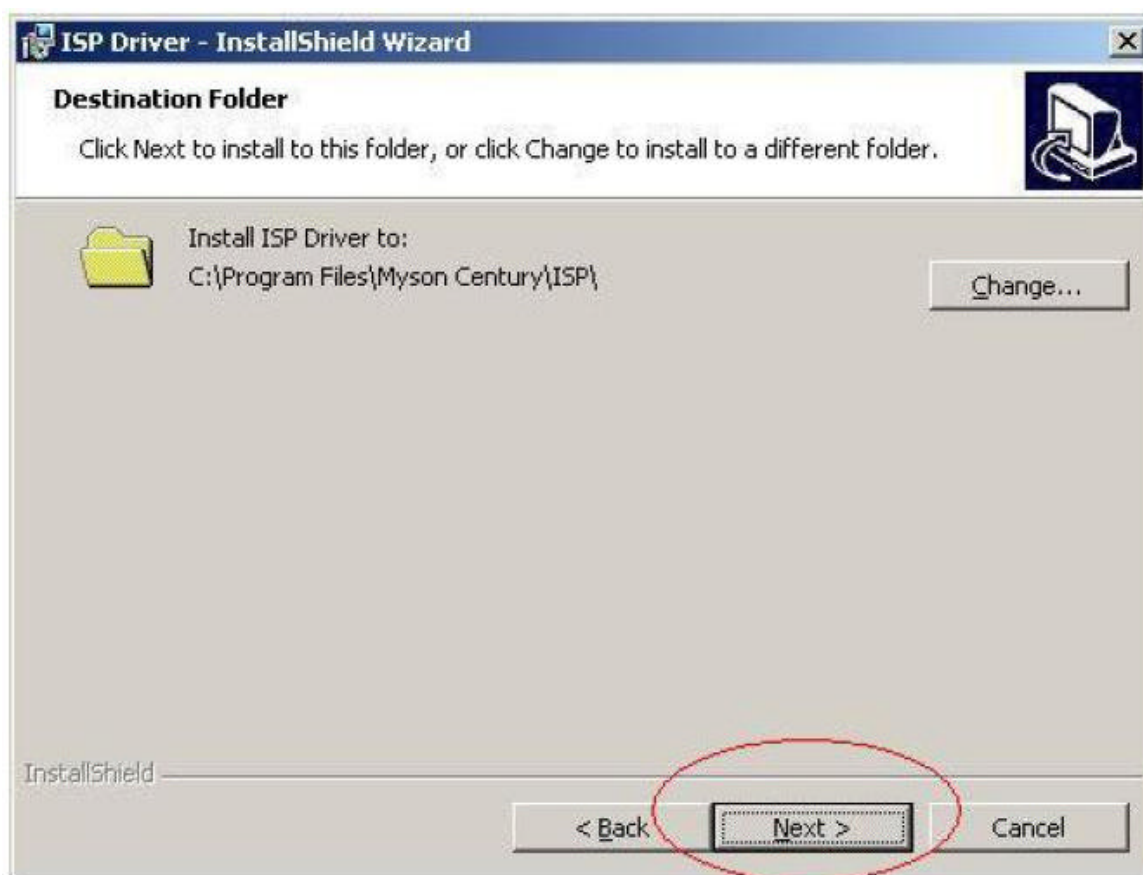 ISP Driver - InstallShield Wizard
Destination Folder
Click Next to install to this folder, or click Change to install to a different folder.
Install ISP Driver to:
C:\Program Files\Myson Century\ISP\
Change...
InstallShield
< Back
Next >
Cancel